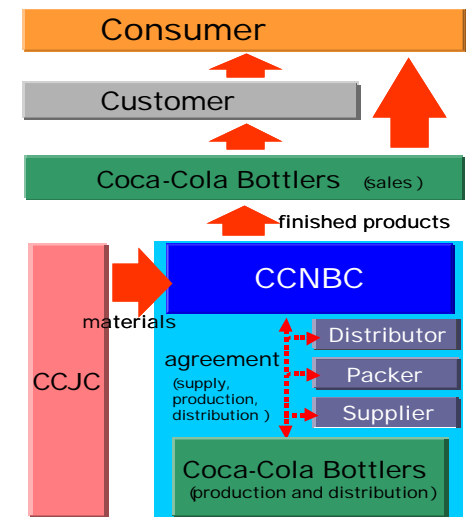 Consumer
Customer
Coca-Cola Bottlers (sales)
finished products
CCNBC
materials
CCJC
agreement
(supply,
production,
distribution)
Distributor
Packer
Supplier
Coca-Cola Bottlers
(production and distribution)